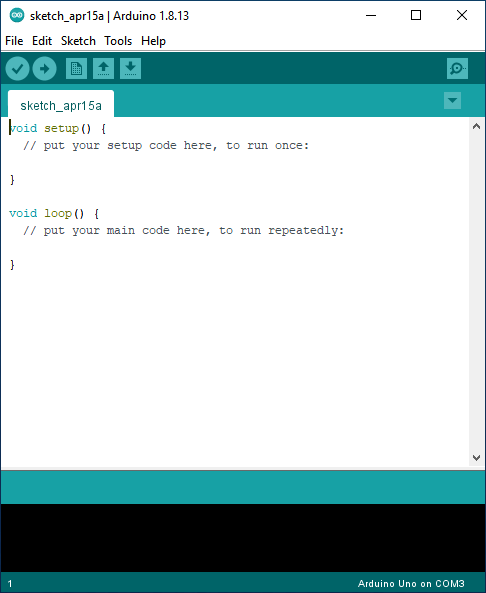 sketch_apr15a | Arduino 1.8.13
File Edit Sketch Tools Help
sketch_apr15a
void setup() {
  // put your setup code here, to run once:
}
void loop() {
  // put your main code here, to run repeatedly:
}
1 Arduino Uno on COM3